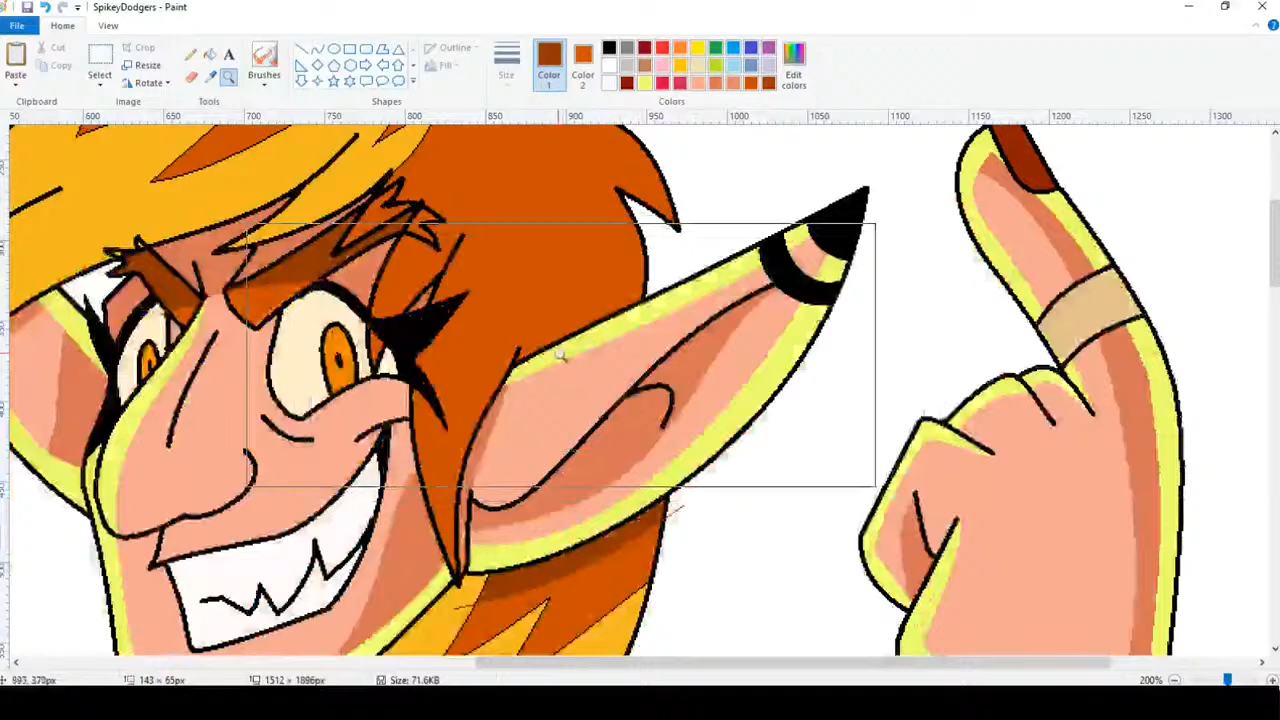 SpikeyDodgers - Paint
File Home View
Paste Cut Copy
Select Crop Resize Rotate
A
Brushes
Outline Fill
Size
Color 1 Color 2
Edit colors
Clipboard Image Tools Shapes Colors
50 600 650 700 750 800 850 900 950 1000 1050 1100 1150 1200 1250 1300
993, 373px 143 × 65px 1512 × 1896px Size: 71.6KB 200%